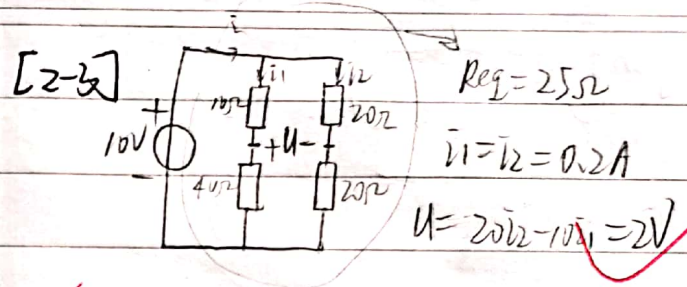 i
[2-3]
i1 i2
10Ω 20Ω
+ 10V -
+ U -
40Ω 20Ω
Req=25Ω
i1=i2=0.2A
U=20i2-10i1=2V